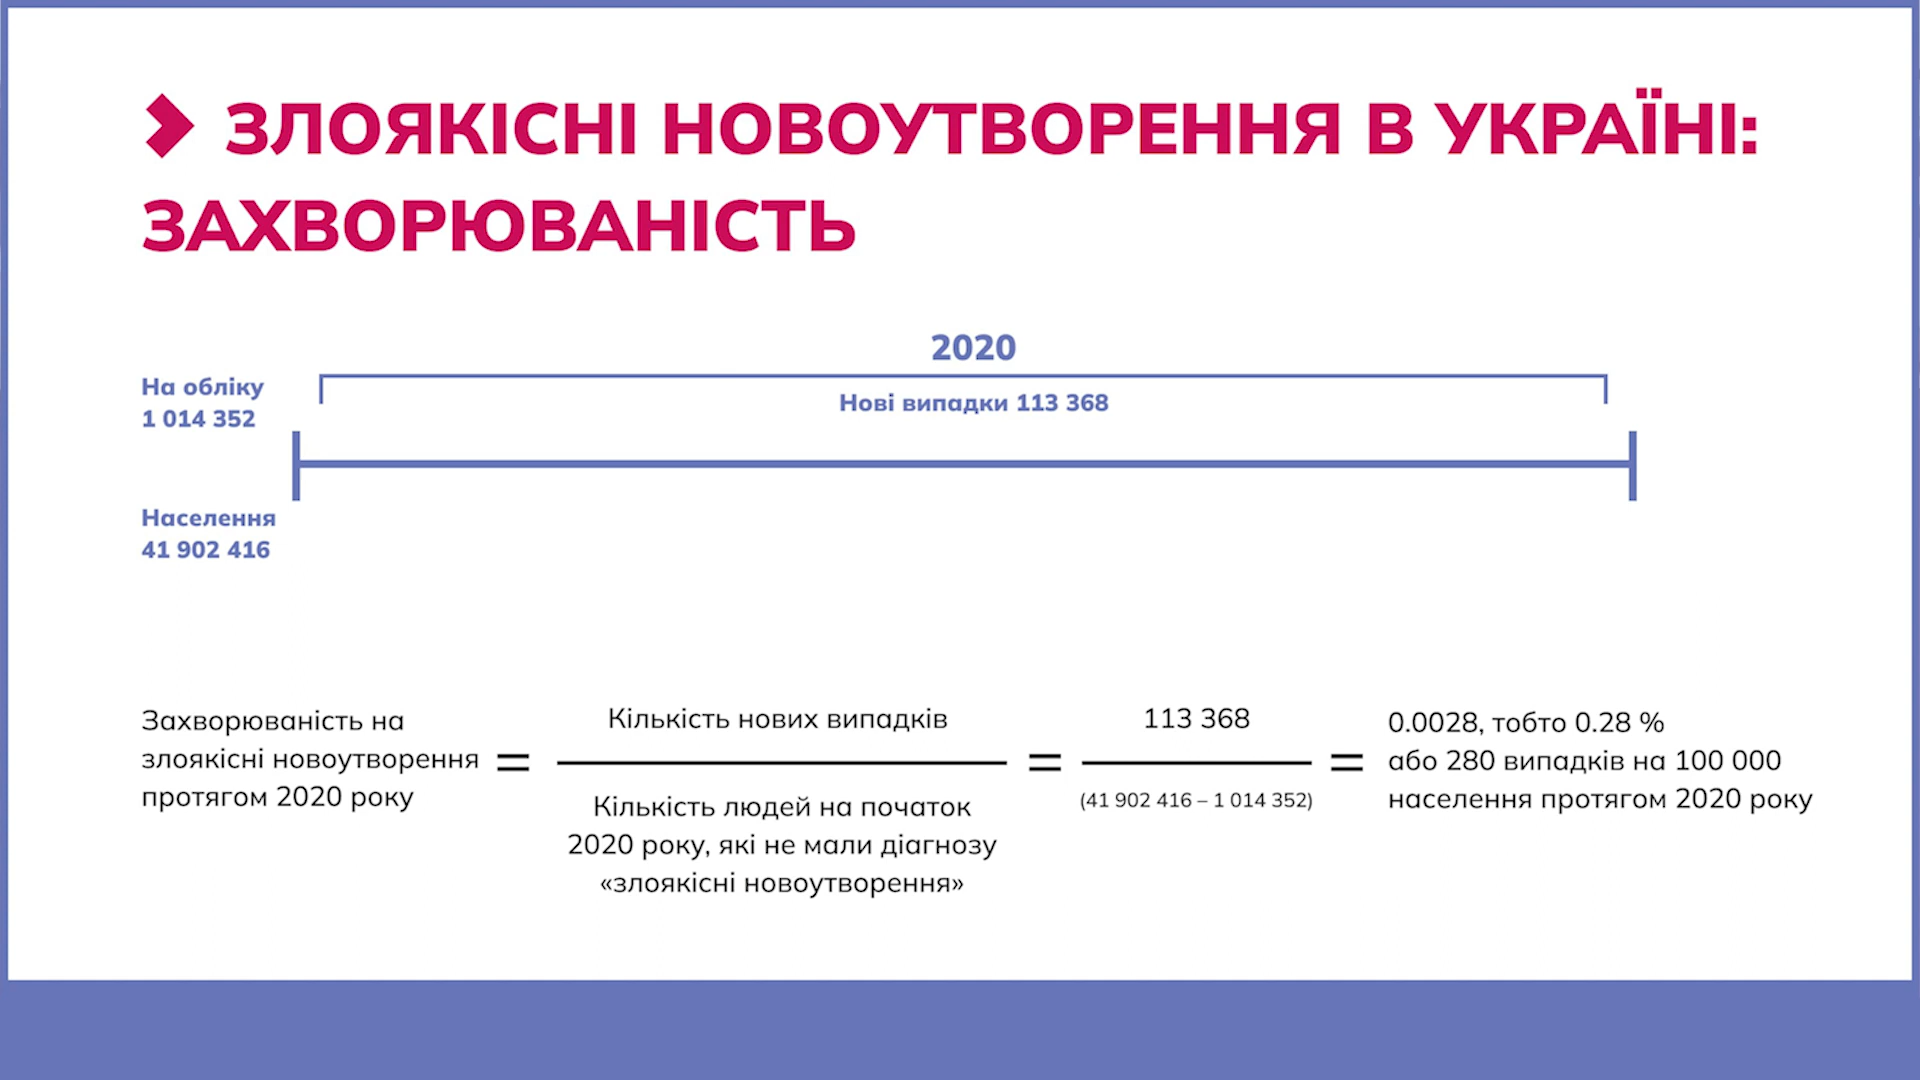 ЗЛОЯКІСНІ НОВОУТВОРЕННЯ В УКРАЇНІ:
ЗАХВОРЮВАНІСТЬ
2020
На обліку
1 014 352
Нові випадки 113 368
Населення
41 902 416
Захворюваність на
злоякісні новоутворення
протягом 2020 року
=
Кількість нових випадків
Кількість людей на початок
2020 року, які не мали діагнозу
«злоякісні новоутворення»
=
113 368
(41 902 416 – 1 014 352)
=
0.0028, тобто 0.28 %
або 280 випадків на 100 000
населення протягом 2020 року